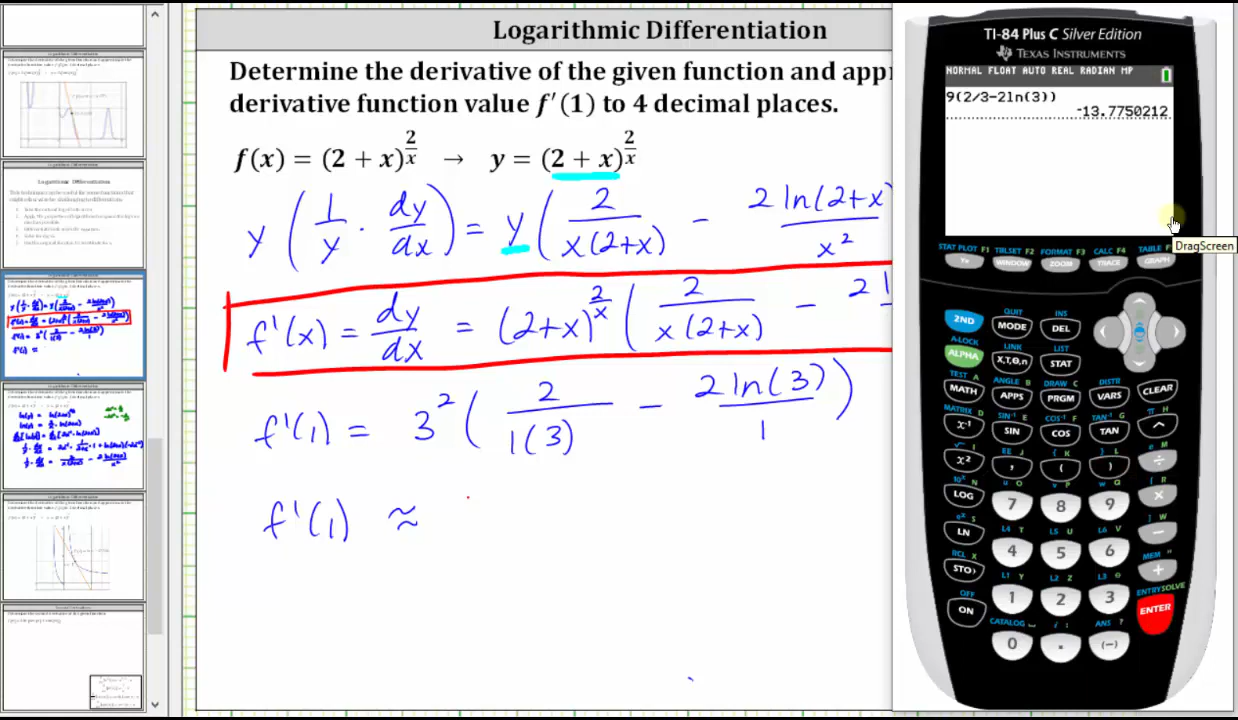 Logarithmic Differentiation
Determine the derivative of the given function and appr
derivative function value f′(1) to 4 decimal places.
f(x) = (2 + x)^(2/x) → y = (2 + x)^(2/x)
y (1/y · dy/dx) = y (2/(x(2+x)) − 2 ln(2+x)/x²
f'(x) = dy/dx = (2+x)^(2/x) (2/(x(2+x)) − 2 l
f'(1) = 3² (2/(1(3)) − 2 ln(3)/1)
f'(1) ≈
TI-84 Plus C Silver Edition
TEXAS INSTRUMENTS
NORMAL FLOAT AUTO REAL RADIAN MP
9(2/3-2ln(3))
-13.7750212
DragScreen
STAT PLOT F1 TBLSET F2 FORMAT F3 CALC F4 TABLE F
Y= WINDOW ZOOM TRACE GRAPH
QUIT INS
2ND MODE DEL
A-LOCK LINK LIST
ALPHA X,T,θ,n STAT
TEST A ANGLE B DRAW C DISTR
MATH APPS PRGM VARS CLEAR
MATRIX D SIN⁻¹ E COS⁻¹ F TAN⁻¹ G π H
x⁻¹ SIN COS TAN ^
√ I EE J { K } L e M
x² , ( ) ÷
10ˣ N u O v P w Q [ R
LOG 7 8 9 ×
eˣ S L4 T L5 U L6 V ] W
LN 4 5 6 −
RCL X L1 Y L2 Z L3 θ MEM "
STO› 1 2 3 +
OFF CATALOG i : ANS ? ENTRY SOLVE
ON 0 . (−) ENTER